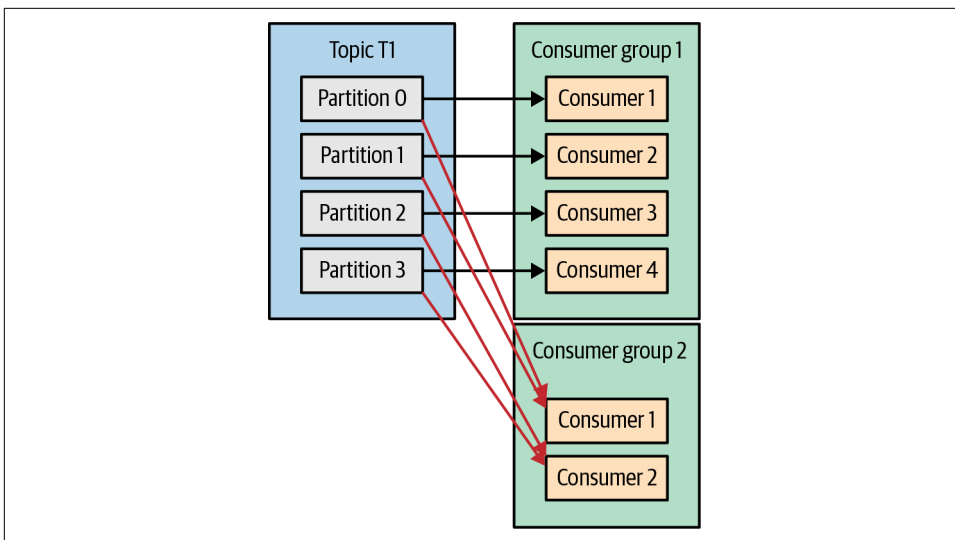 Topic T1
Partition 0
Partition 1
Partition 2
Partition 3
Consumer group 1
Consumer 1
Consumer 2
Consumer 3
Consumer 4
Consumer group 2
Consumer 1
Consumer 2